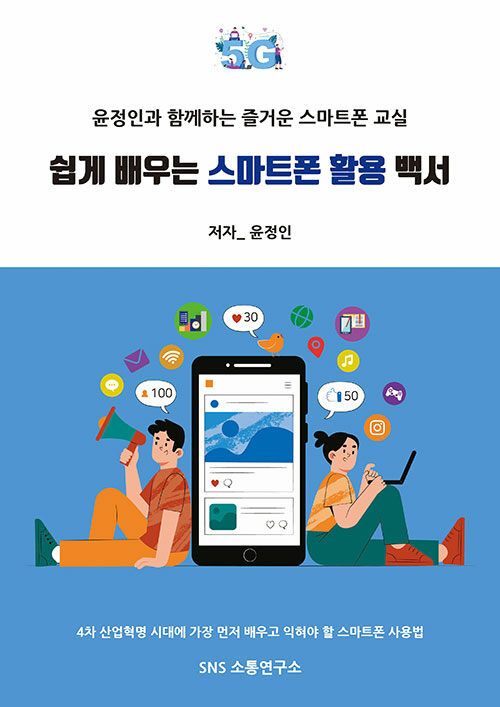 5G
윤정인과 함께하는 즐거운 스마트폰 교실
쉽게 배우는 스마트폰 활용 백서
저자_ 윤정인
30
100
50
4차 산업혁명 시대에 가장 먼저 배우고 익혀야 할 스마트폰 사용법
SNS 소통연구소